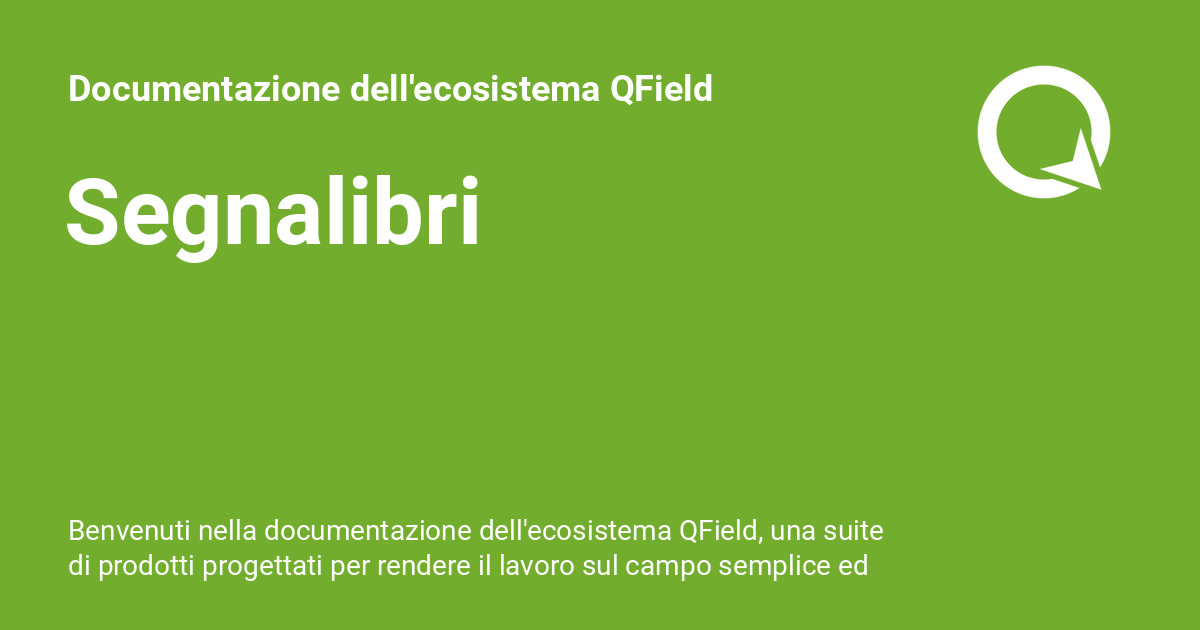 Documentazione dell'ecosistema QField
Segnalibri
Benvenuti nella documentazione dell'ecosistema QField, una suite
di prodotti progettati per rendere il lavoro sul campo semplice ed